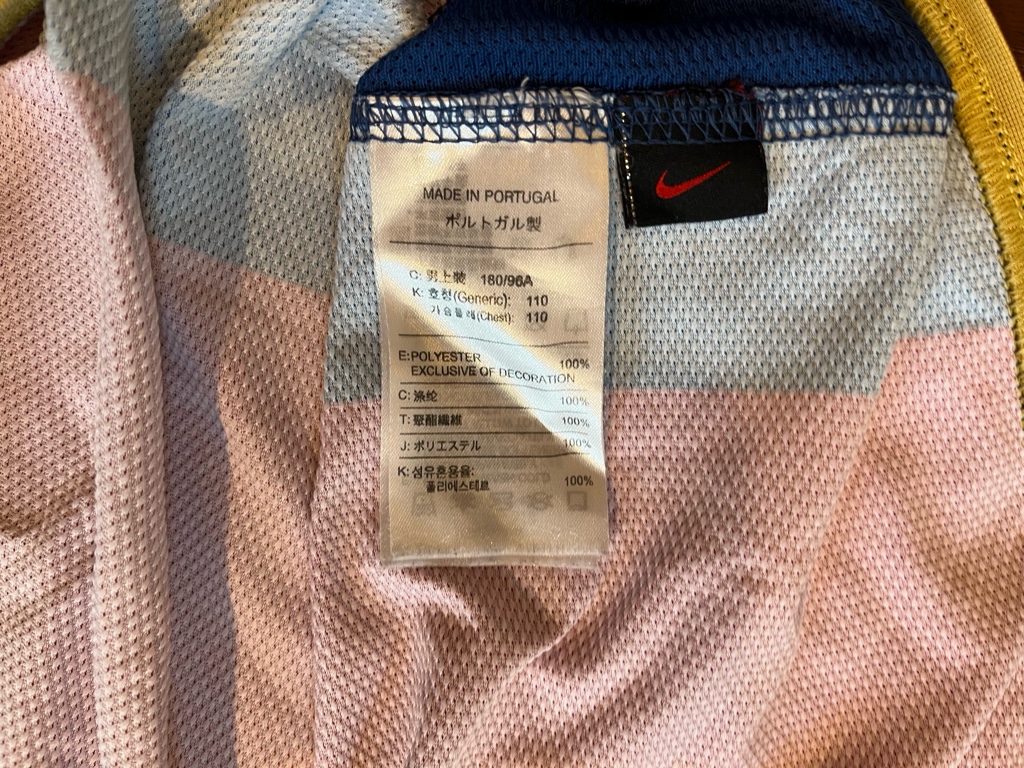 MADE IN PORTUGAL
ポルトガル製
C: 男上装 180/96A
K: 호칭(Generic): 110
가슴둘레(Chest): 110
E:POLYESTER 100%
EXCLUSIVE OF DECORATION
C: 涤纶 100%
T: 聚酯纖維 100%
J: ポリエステル 100%
K: 섬유혼용율:
폴리에스테르 100%